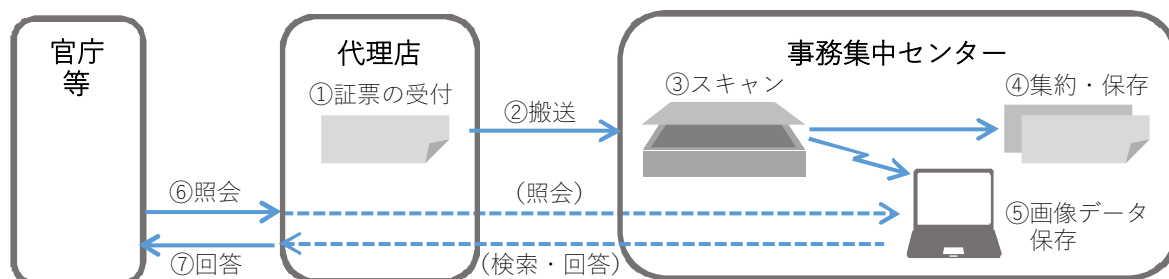 官庁
等
代理店
事務集中センター
①証票の受付
②搬送
③スキャン
④集約・保存
⑤画像データ
保存
⑥照会
(照会)
⑦回答
(検索・回答)